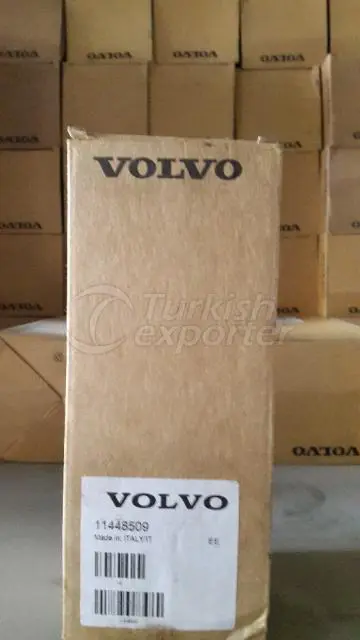 VOLVO
Turkish
exporter
VOLVO
11448509
Made in: ITALY/IT
EE